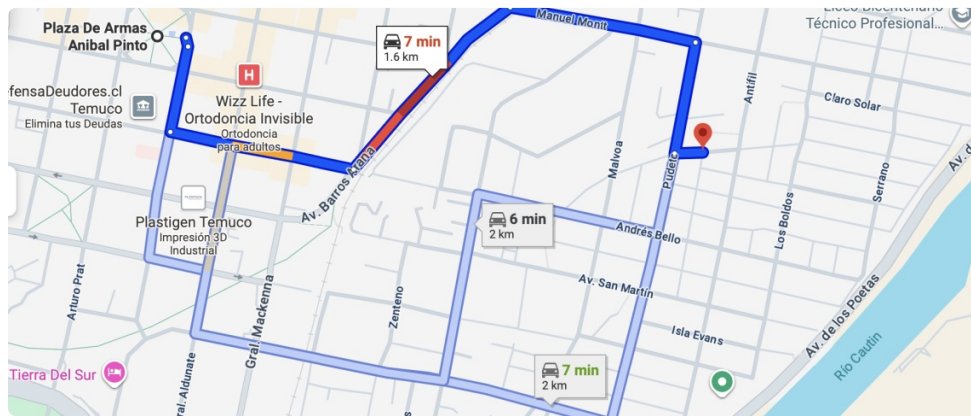 Plaza De Armas
Anibal Pinto
7 min
1.6 km
Manuel Montt
Técnico Profesional...
H
Wizz Life -
Ortodoncia Invisible
Ortodoncia
para adultos
efensaDeudores.cl
Temuco
Elimina tus Deudas
Antifil
Claro Solar
Av. Barros Arana
Malvoa
Pudeto
Serrano
Av. d
Plastigen Temuco
Impresión 3D
Industrial
6 min
2 km
Andrés Bello
Los Boldos
Av. San Martín
Arturo Prat
Gral. Mackenna
Zenteno
Isla Evans
Av. de los Poetas
Río Cautín
Tierra Del Sur
ral. Aldunate
7 min
2 km